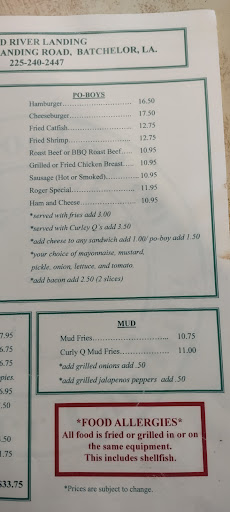 D RIVER LANDING
ANDING ROAD, BATCHELOR, LA.
225-240-2447
PO-BOYS
Hamburger........................ 16.50
Cheeseburger..................... 17.50
Fried Catfish..................... 12.75
Fried Shrimp...................... 12.75
Roast Beef or BBQ Roast Beef..... 10.95
Grilled or Fried Chicken Breast.... 10.95
Sausage (Hot or Smoked)........... 10.95
Roger Special..................... 11.95
Ham and Cheese.................... 10.95
*served with fries add 3.00
*served with Curley Q's add 3.50
*add cheese to any sandwich add 1.00/ po-boy add 1.50
*your choice of mayonnaise, mustard,
pickle, onion, lettuce, and tomato.
*add bacon add 2.50 (2 slices)
MUD
Mud Fries......................... 10.75
Curly Q Mud Fries................. 11.00
*add grilled onions add .50
*add grilled jalapenos peppers add .50
7.95
6.75
6.75
pies
6.95
.50
.50
1.75
$33.75
*FOOD ALLERGIES*
All food is fried or grilled in or on
the same equipment.
This includes shellfish.
*Prices are subject to change.